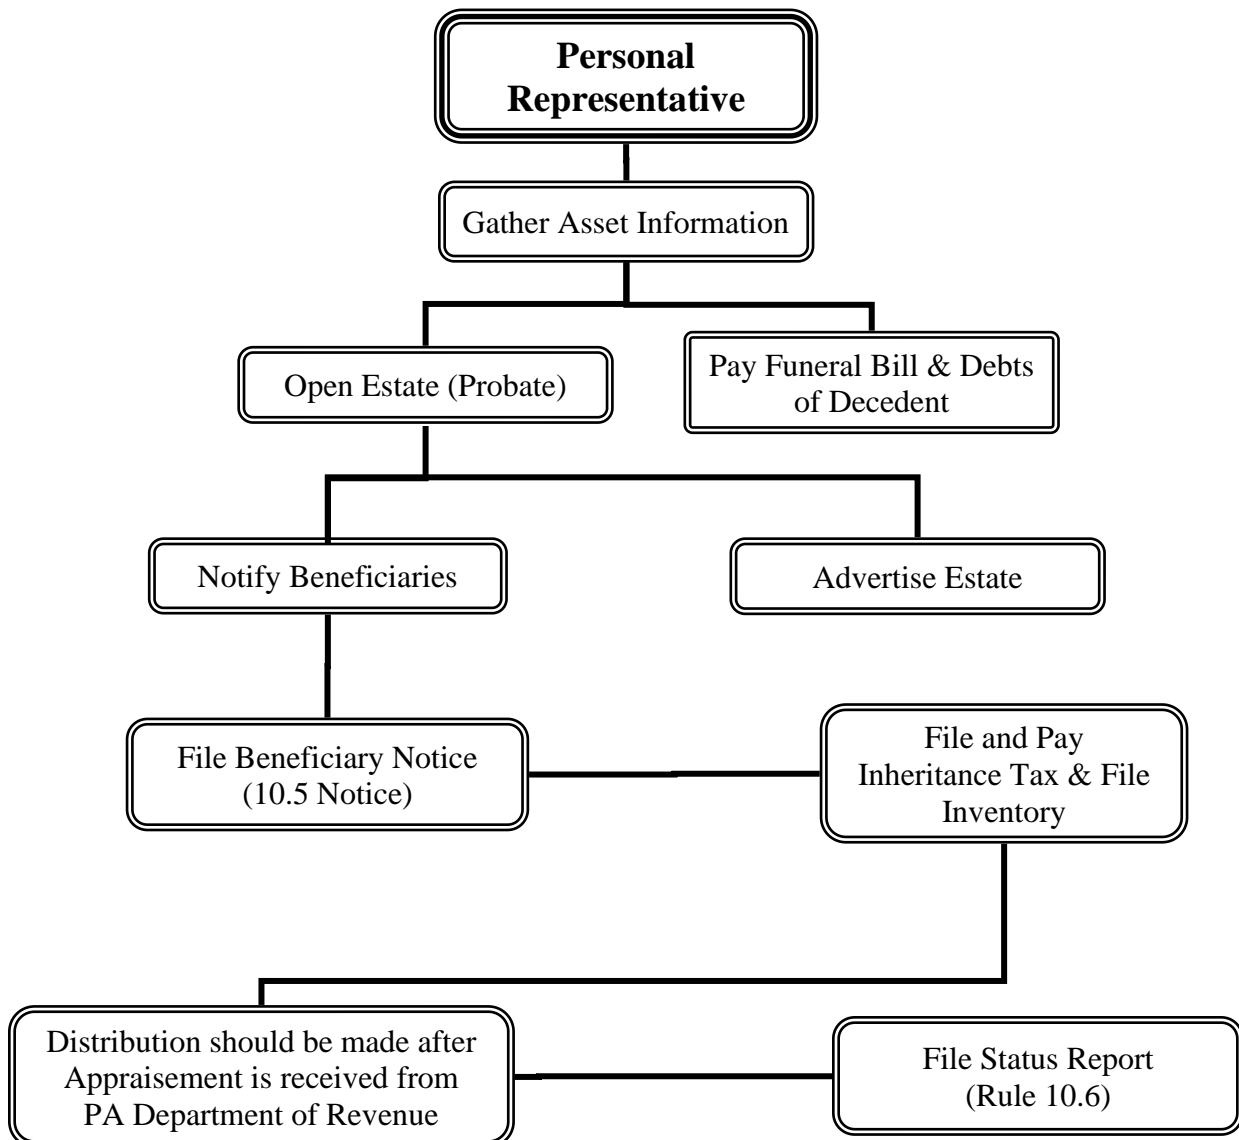 Personal
Representative
Gather Asset Information
Open Estate (Probate)
Pay Funeral Bill & Debts
of Decedent
Notify Beneficiaries
Advertise Estate
File Beneficiary Notice
(10.5 Notice)
File and Pay
Inheritance Tax & File
Inventory
Distribution should be made after
Appraisement is received from
PA Department of Revenue
File Status Report
(Rule 10.6)